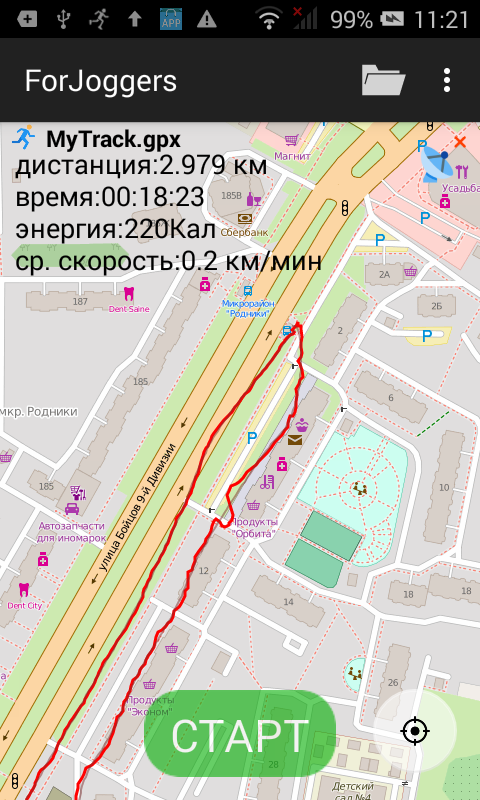 APP
99%
11:21
ForJoggers
MyTrack.gpx
дистанция:2.979 км
время:00:18:23
энергия:220Кал
ср. скорость:0.2 км/мин
Магнит
P
185В
Сбербанк
Усадьба
P
P
2А
2Б
187
Dent Sane
Микрорайон
"Родники"
2
P
185
мкр. Родники
6
P
улица Бойцов 9-й Дивизии
185
10
Автозапчасти
для иномарок
Продукты
"Орбита"
12
Dent City
14
18
18
26
Продукты
"Эконом"
СТАРТ
28
Детский
сад №4